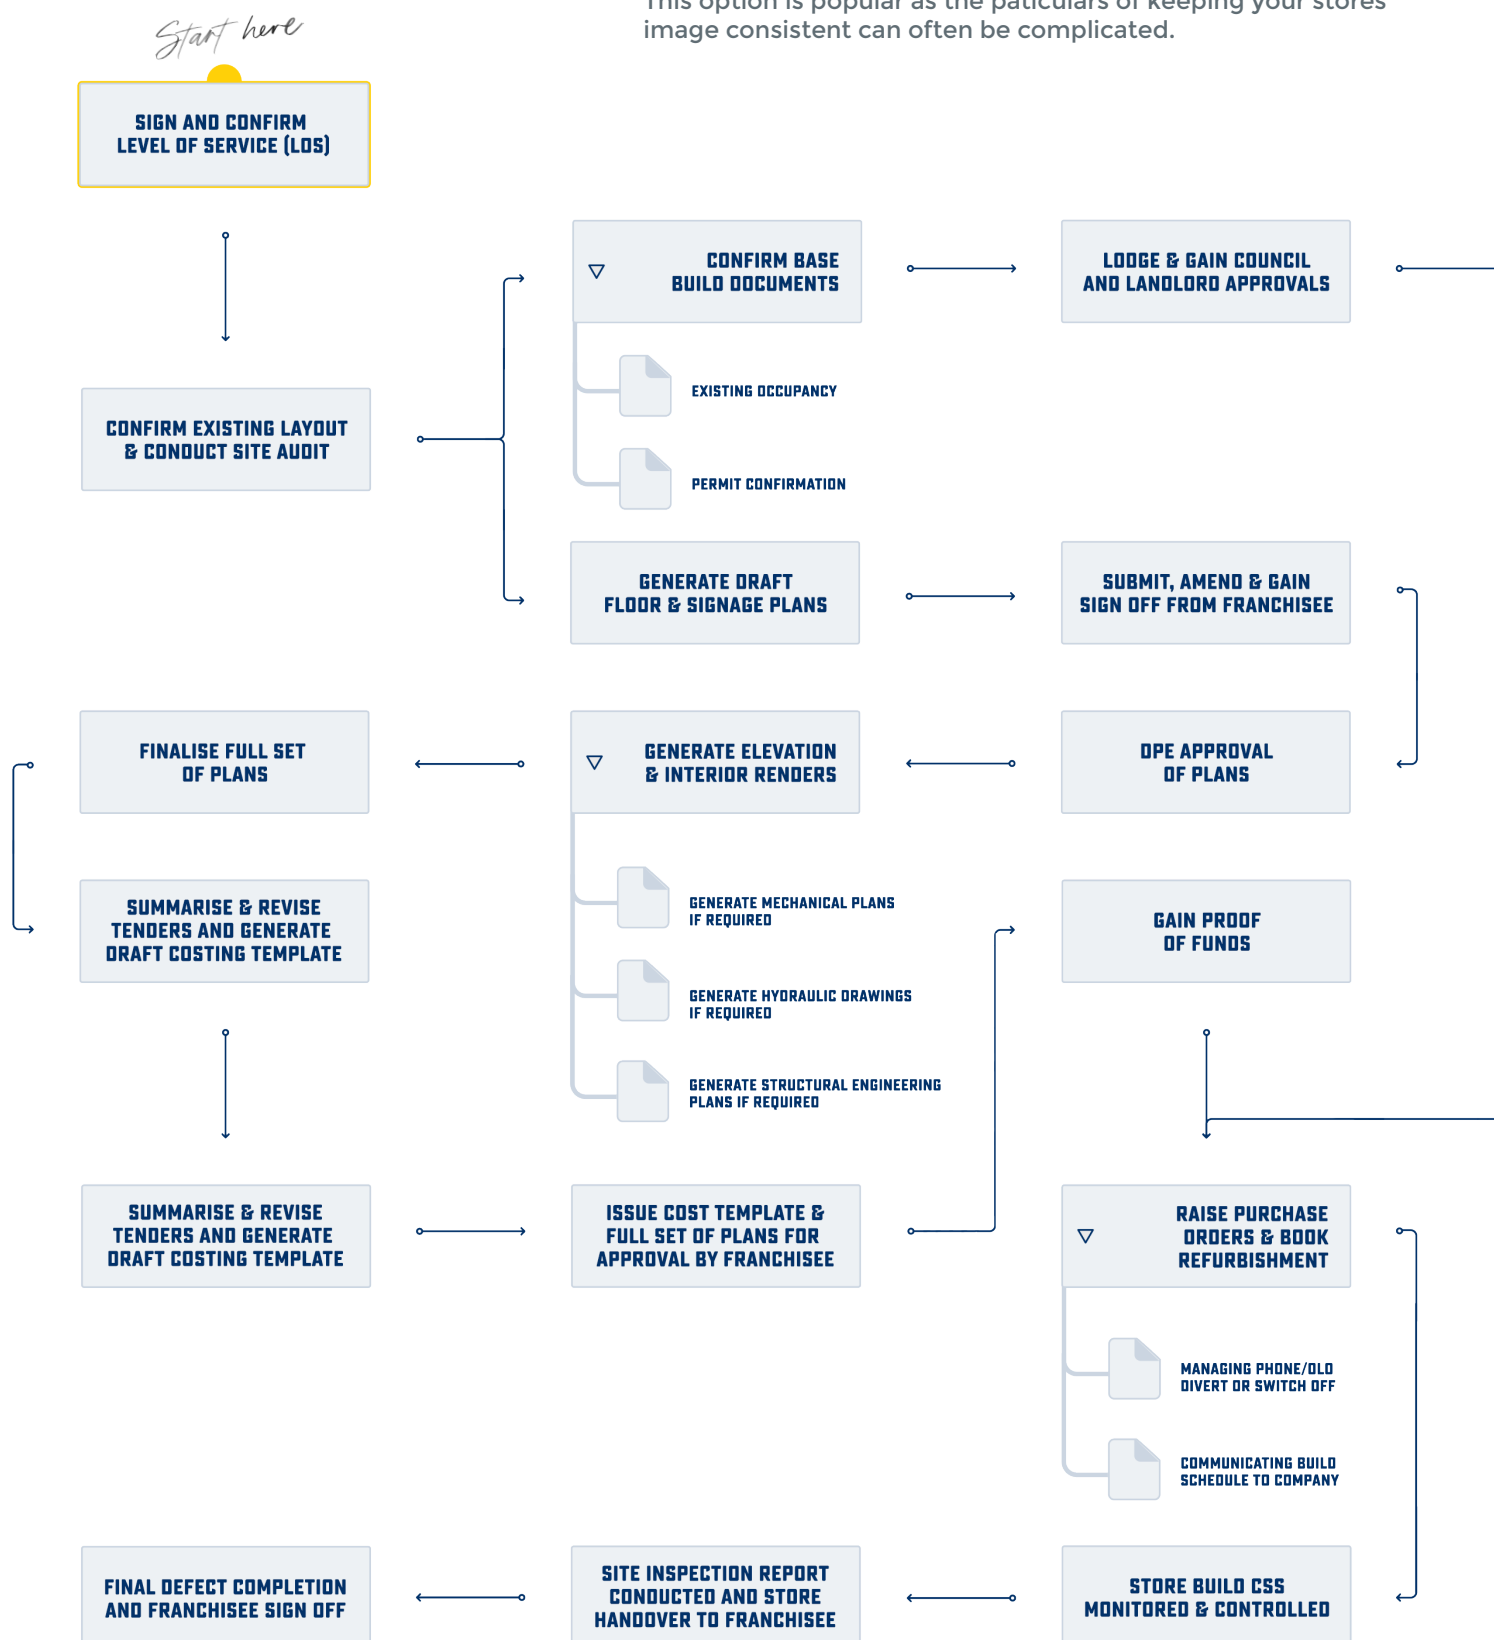 This option is popular as the paticulars of keeping your stores
image consistent can often be complicated.
Start here
SIGN AND CONFIRM
LEVEL OF SERVICE (LOS)
CONFIRM EXISTING LAYOUT
& CONDUCT SITE AUDIT
CONFIRM BASE
BUILD DOCUMENTS
EXISTING OCCUPANCY
PERMIT CONFIRMATION
LODGE & GAIN COUNCIL
AND LANDLORD APPROVALS
GENERATE DRAFT
FLOOR & SIGNAGE PLANS
SUBMIT, AMEND & GAIN
SIGN OFF FROM FRANCHISEE
DPE APPROVAL
OF PLANS
GENERATE ELEVATION
& INTERIOR RENDERS
GENERATE MECHANICAL PLANS
IF REQUIRED
GENERATE HYDRAULIC DRAWINGS
IF REQUIRED
GENERATE STRUCTURAL ENGINEERING
PLANS IF REQUIRED
FINALISE FULL SET
OF PLANS
SUMMARISE & REVISE
TENDERS AND GENERATE
DRAFT COSTING TEMPLATE
SUMMARISE & REVISE
TENDERS AND GENERATE
DRAFT COSTING TEMPLATE
ISSUE COST TEMPLATE &
FULL SET OF PLANS FOR
APPROVAL BY FRANCHISEE
GAIN PROOF
OF FUNDS
RAISE PURCHASE
ORDERS & BOOK
REFURBISHMENT
MANAGING PHONE/OLO
DIVERT OR SWITCH OFF
COMMUNICATING BUILD
SCHEDULE TO COMPANY
STORE BUILD CSS
MONITORED & CONTROLLED
SITE INSPECTION REPORT
CONDUCTED AND STORE
HANDOVER TO FRANCHISEE
FINAL DEFECT COMPLETION
AND FRANCHISEE SIGN OFF